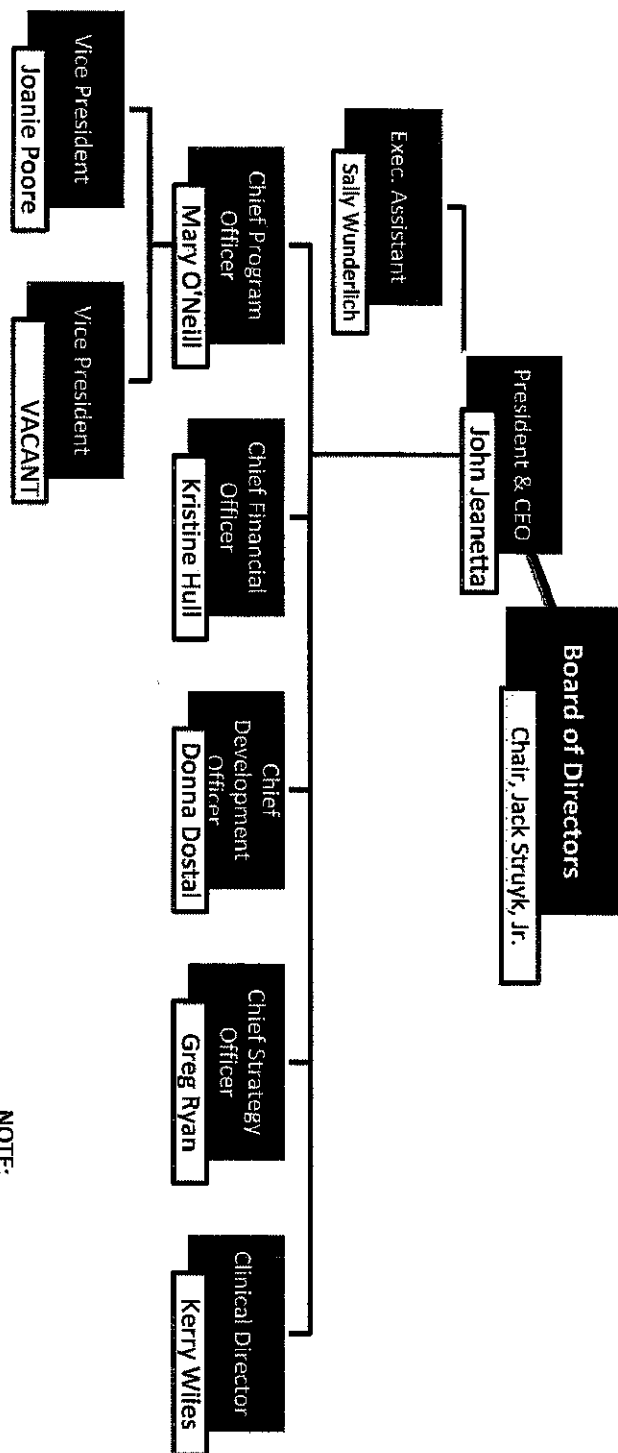 Board of Directors
Chair, Jack Struyk, Jr.
President & CEO
John Jeanetta
Exec. Assistant
Sally Wunderlich
Chief Program
Officer
Mary O'Neill
Chief Financial
Officer
Kristine Hull
Chief
Development
Officer
Donna Dostal
Chief Strategy
Officer
Greg Ryan
Clinical Director
Kerry Wiles
Vice President
Joanie Poore
Vice President
VACANT
NOTE: